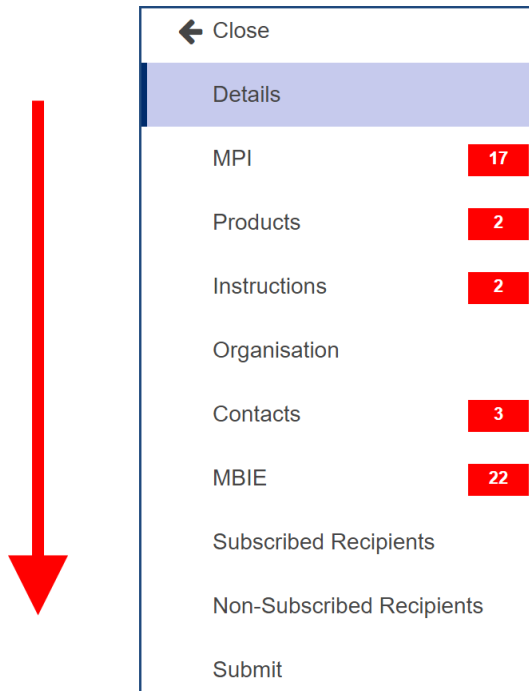 Close
Details
MPI 17
Products 2
Instructions 2
Organisation
Contacts 3
MBIE 22
Subscribed Recipients
Non-Subscribed Recipients
Submit